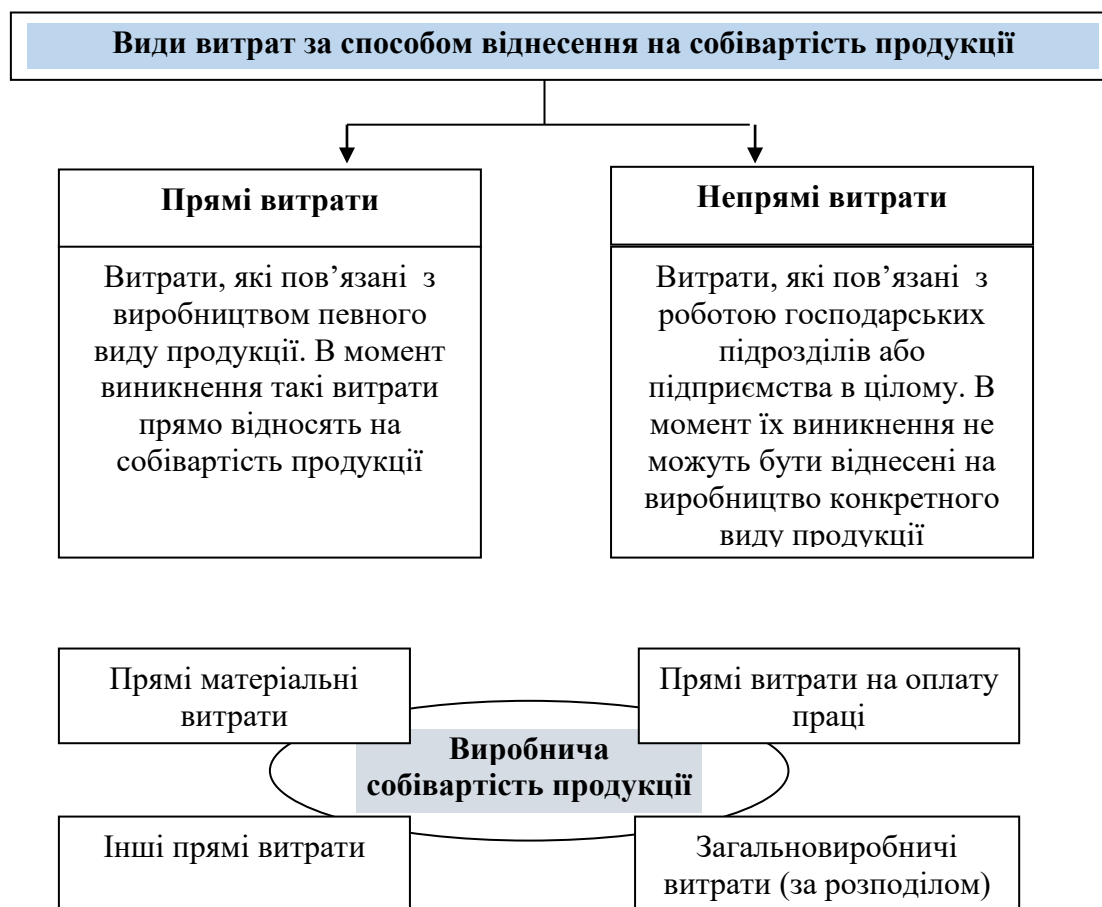 Види витрат за способом віднесення на собівартість продукції
Прямі витрати
Витрати, які пов’язані з
виробництвом певного
виду продукції. В момент
виникнення такі витрати
прямо відносять на
собівартість продукції
Непрямі витрати
Витрати, які пов’язані з
роботою господарських
підрозділів або
підприємства в цілому. В
момент їх виникнення не
можуть бути віднесені на
виробництво конкретного
виду продукції
Прямі матеріальні
витрати
Прямі витрати на оплату
праці
Виробнича
собівартість продукції
Інші прямі витрати
Загальновиробничі
витрати (за розподілом)